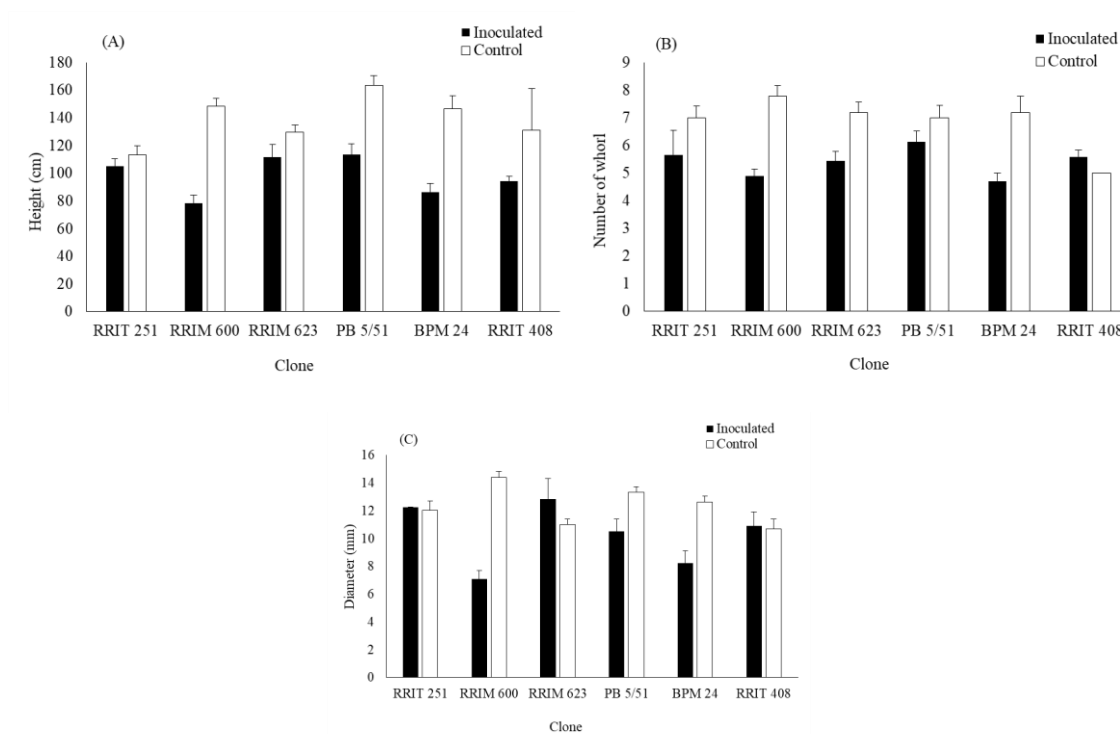 (A)
Inoculated
Control
Height (cm)
180
160
140
120
100
80
60
40
20
0
RRIT 251 RRIM 600 RRIM 623 PB 5/51 BPM 24 RRIT 408
Clone
(B)
Inoculated
Control
Number of whorl
9
8
7
6
5
4
3
2
1
0
RRIT 251 RRIM 600 RRIM 623 PB 5/51 BPM 24 RRIT 408
Clone
(C)
Inoculated
Control
Diameter (mm)
16
14
12
10
8
6
4
2
0
RRIT 251 RRIM 600 RRIM 623 PB 5/51 BPM 24 RRIT 408
Clone